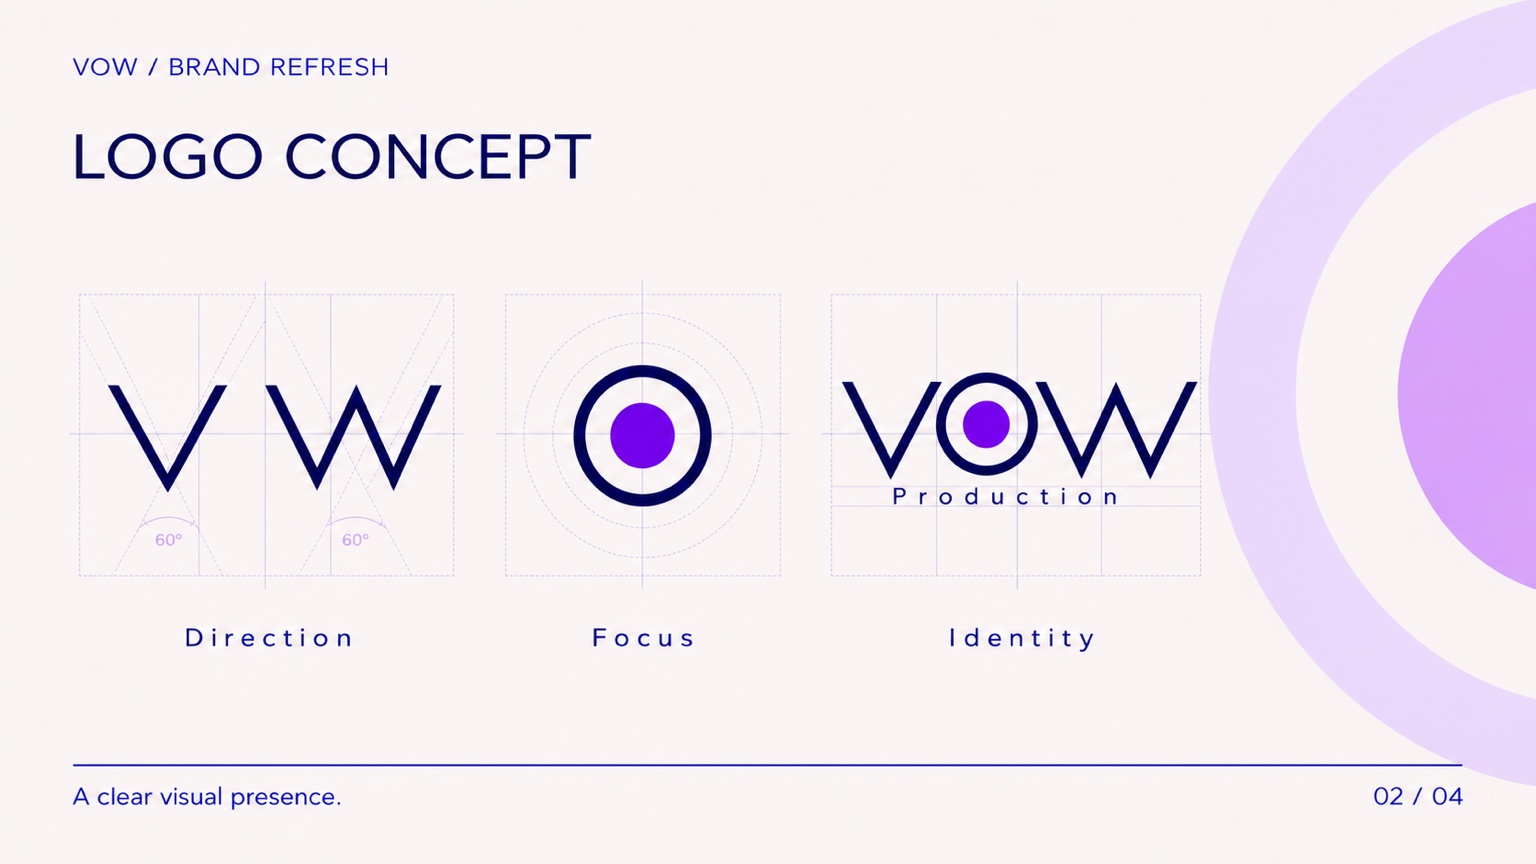 VOW / BRAND REFRESH
LOGO CONCEPT
V W
60°
60°
Direction
O
Focus
VOW
Production
Identity
A clear visual presence.
02 / 04